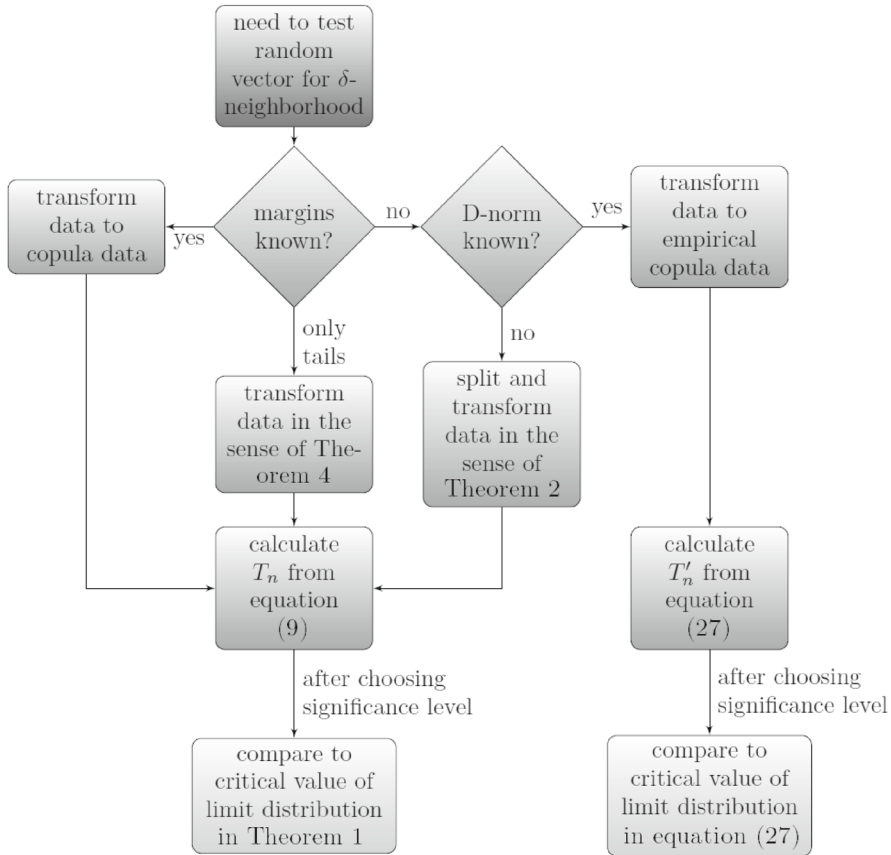 need to test
random
vector for δ-
neighborhood
transform
data to
copula data
yes
margins
known?
no
D-norm
known?
yes
transform
data to
empirical
copula data
only
tails
no
transform
data in the
sense of The-
orem 4
split and
transform
data in the
sense of
Theorem 2
calculate
Tₙ from
equation
(9)
calculate
T′ₙ from
equation
(27)
after choosing
significance level
after choosing
significance level
compare to
critical value of
limit distribution
in Theorem 1
compare to
critical value of
limit distribution
in equation (27)